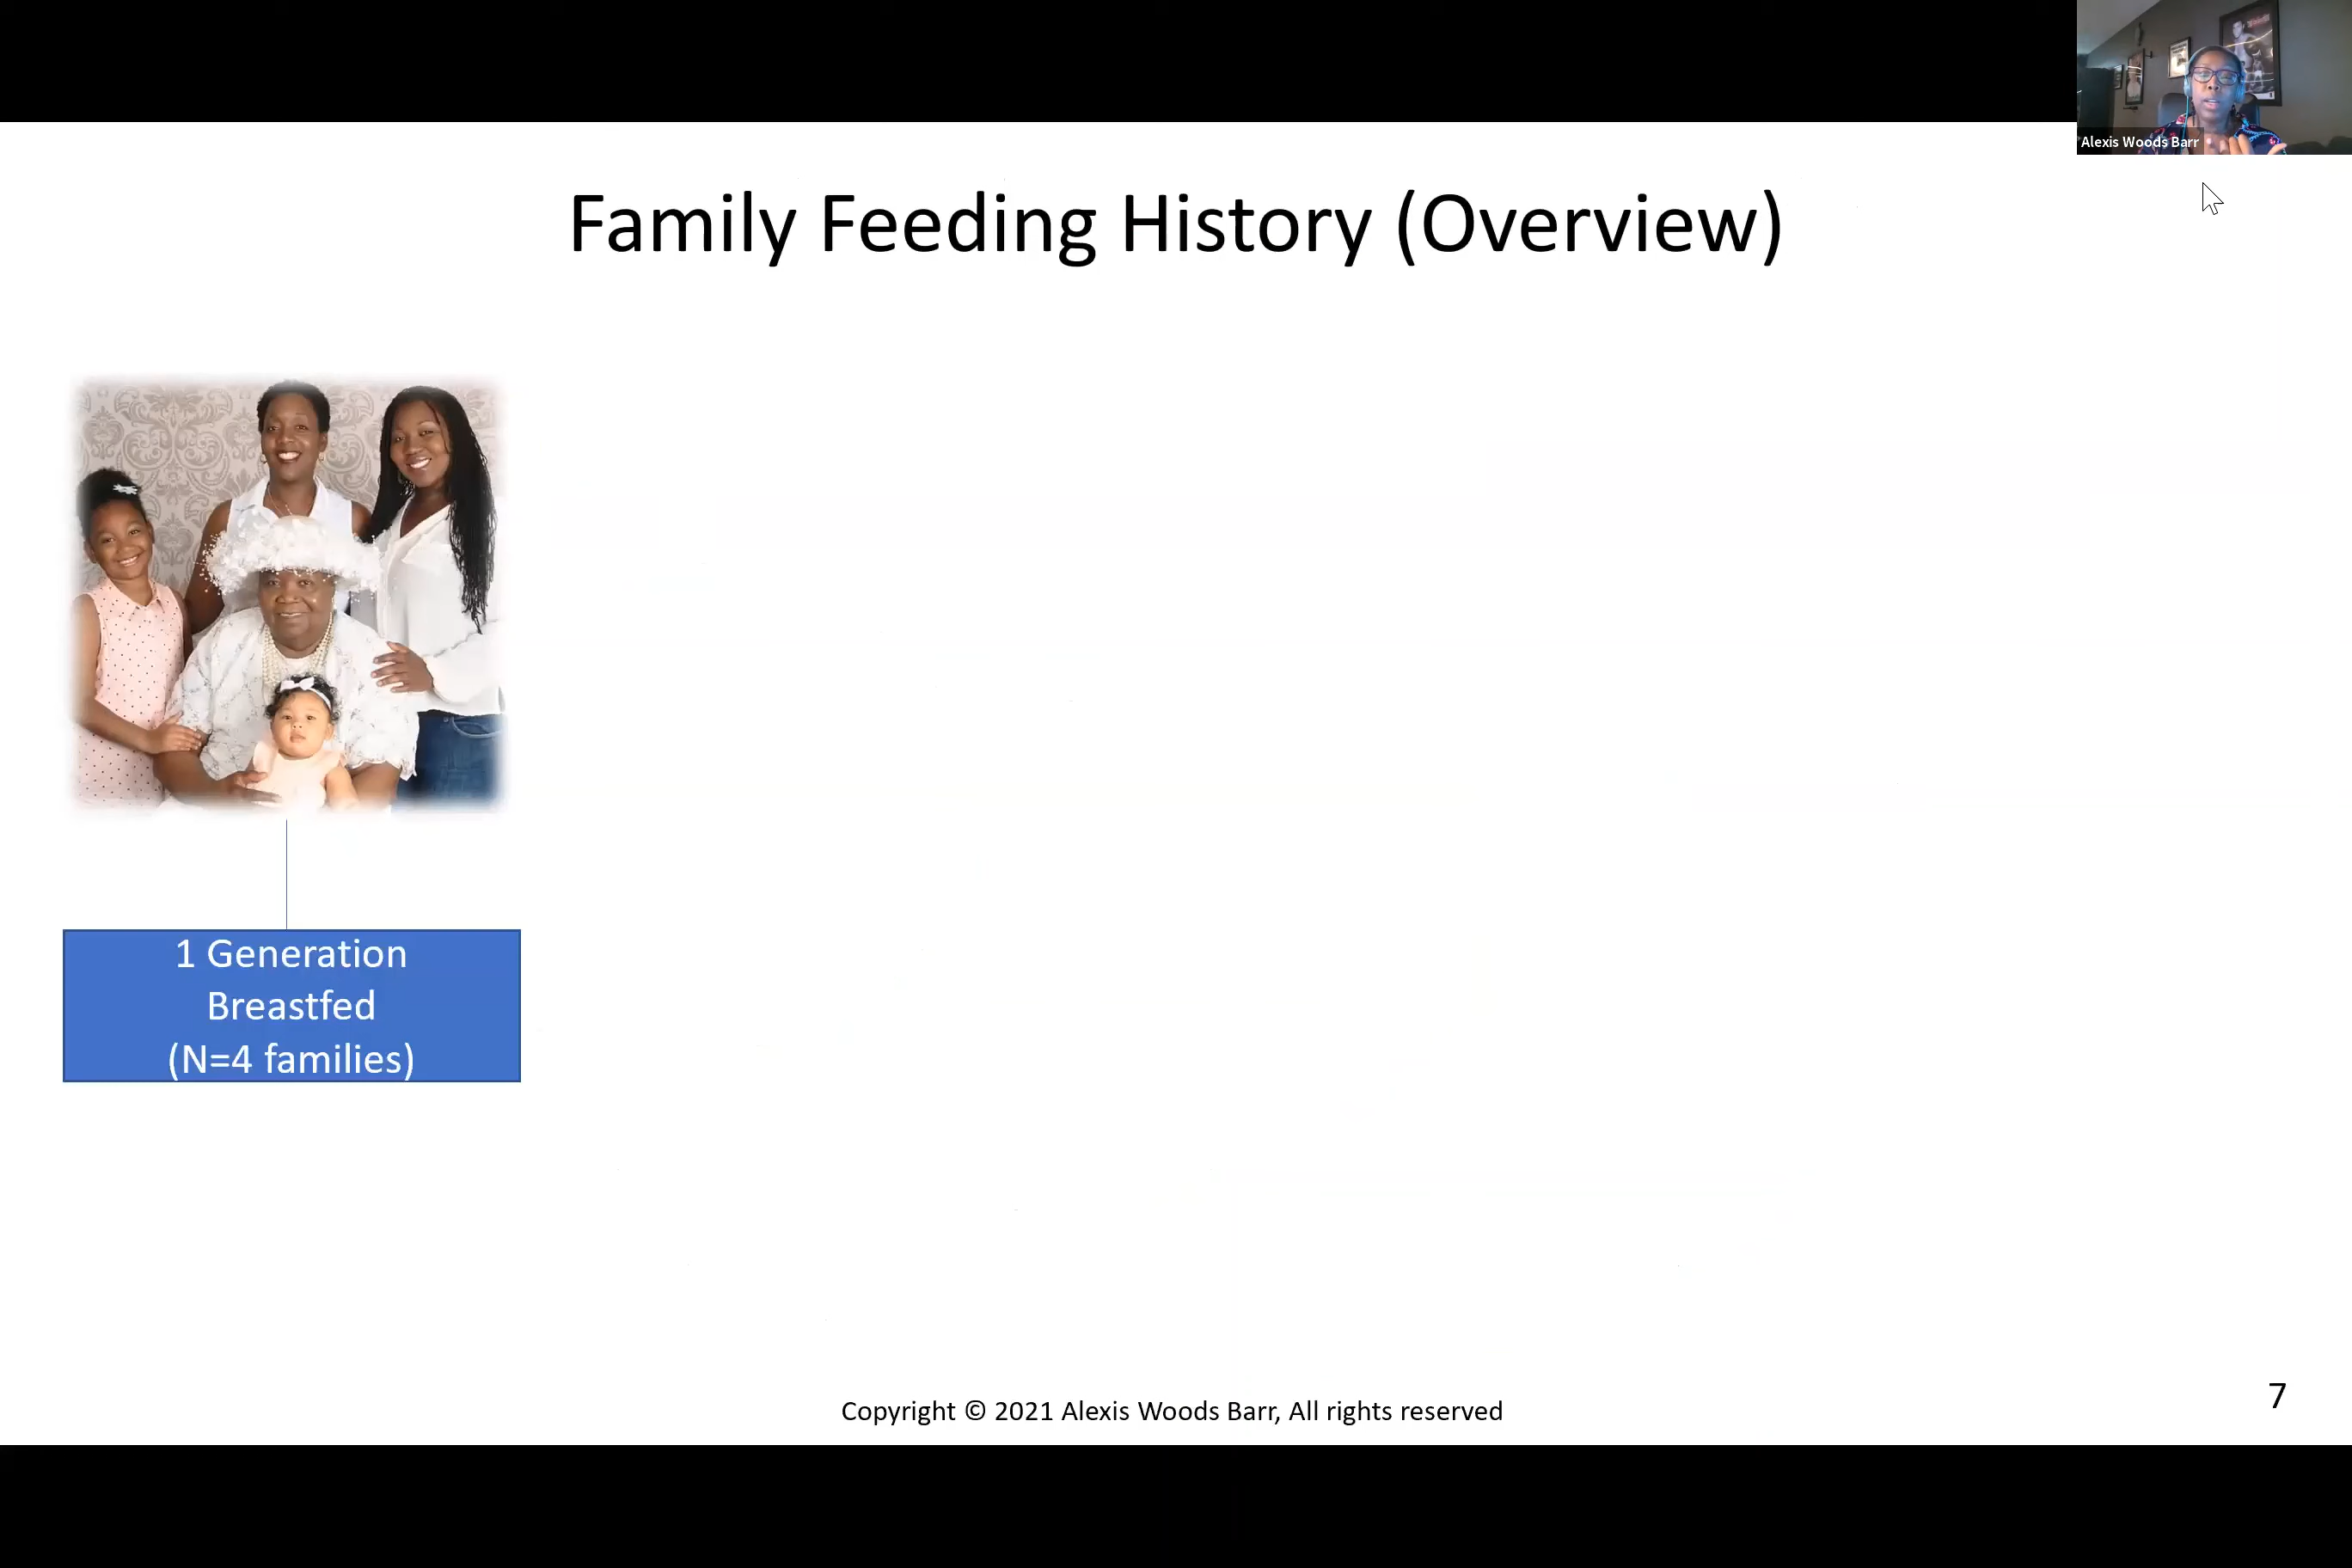 Alexis Woods Barr
Family Feeding History (Overview)
1 Generation
Breastfed
(N=4 families)
Copyright © 2021 Alexis Woods Barr, All rights reserved
7